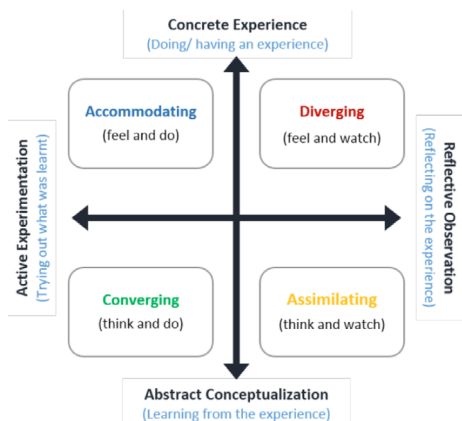 Concrete Experience
(Doing/ having an experience)
Accommodating
(feel and do)
Diverging
(feel and watch)
Active Experimentation
(Trying out what was learnt)
Reflective Observation
(Reflecting on the experience)
Converging
(think and do)
Assimilating
(think and watch)
Abstract Conceptualization
(Learning from the experience)